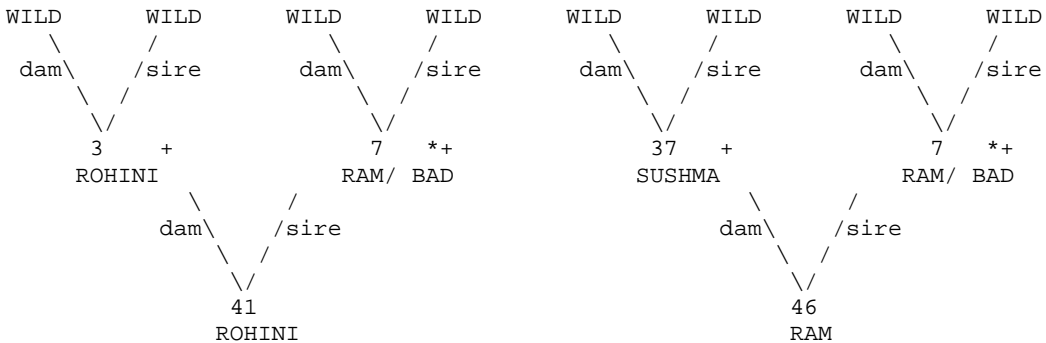 WILD WILD WILD WILD WILD WILD WILD WILD
dam\ /sire dam\ /sire dam\ /sire dam\ /sire
3 + 7 *+ 37 + 7 *+
ROHINI RAM/ BAD SUSHMA RAM/ BAD
dam\ /sire dam\ /sire
41 46
ROHINI RAM